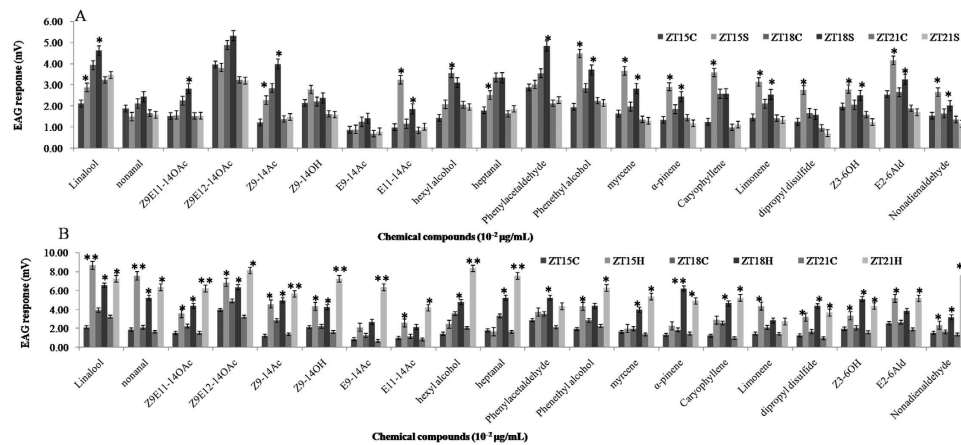 A
EAG response (mV)
6.00
5.00
4.00
3.00
2.00
1.00
0.00
ZT15C ZT15S ZT18C ZT18S ZT21C ZT21S
* * * * * * * * * * * * * * * * * * * * * * * * * *
Linalool
nonanal
Z9E11-14OAc
Z9E12-14OAc
Z9-14Ac
Z9-14OH
E9-14Ac
E11-14Ac
hexyl alcohol
heptanal
Phenylacetaldehyde
Phenethyl alcohol
myrcene
α-pinene
Caryophyllene
Limonene
dipropyl disulfide
Z3-6OH
E2-6Ald
Nonadienaldehyde
Chemical compounds (10-2 μg/mL)
B
EAG response (mV)
10.00
8.00
6.00
4.00
2.00
0.00
ZT15C ZT15H ZT18C ZT18H ZT21C ZT21H
Linalool
nonanal
Z9E11-14OAc
Z9E12-14OAc
Z9-14Ac
Z9-14OH
E9-14Ac
E11-14Ac
hexyl alcohol
heptanal
Phenylacetaldehyde
Phenethyl alcohol
myrcene
α-pinene
Caryophyllene
Limonene
dipropyl disulfide
Z3-6OH
E2-6Ald
Nonadienaldehyde
Chemical compounds (10-2 μg/mL)